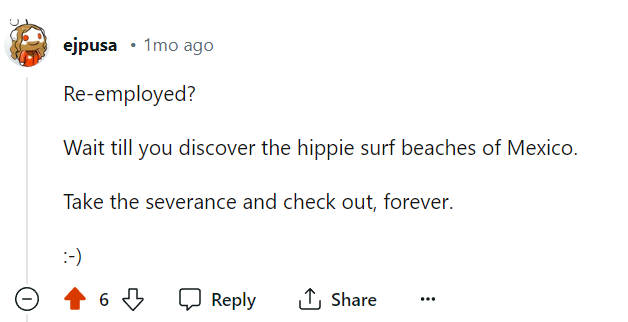 ejpusa • 1mo ago
Re-employed?
Wait till you discover the hippie surf beaches of Mexico.
Take the severance and check out, forever.
:-)
6 Reply Share ...